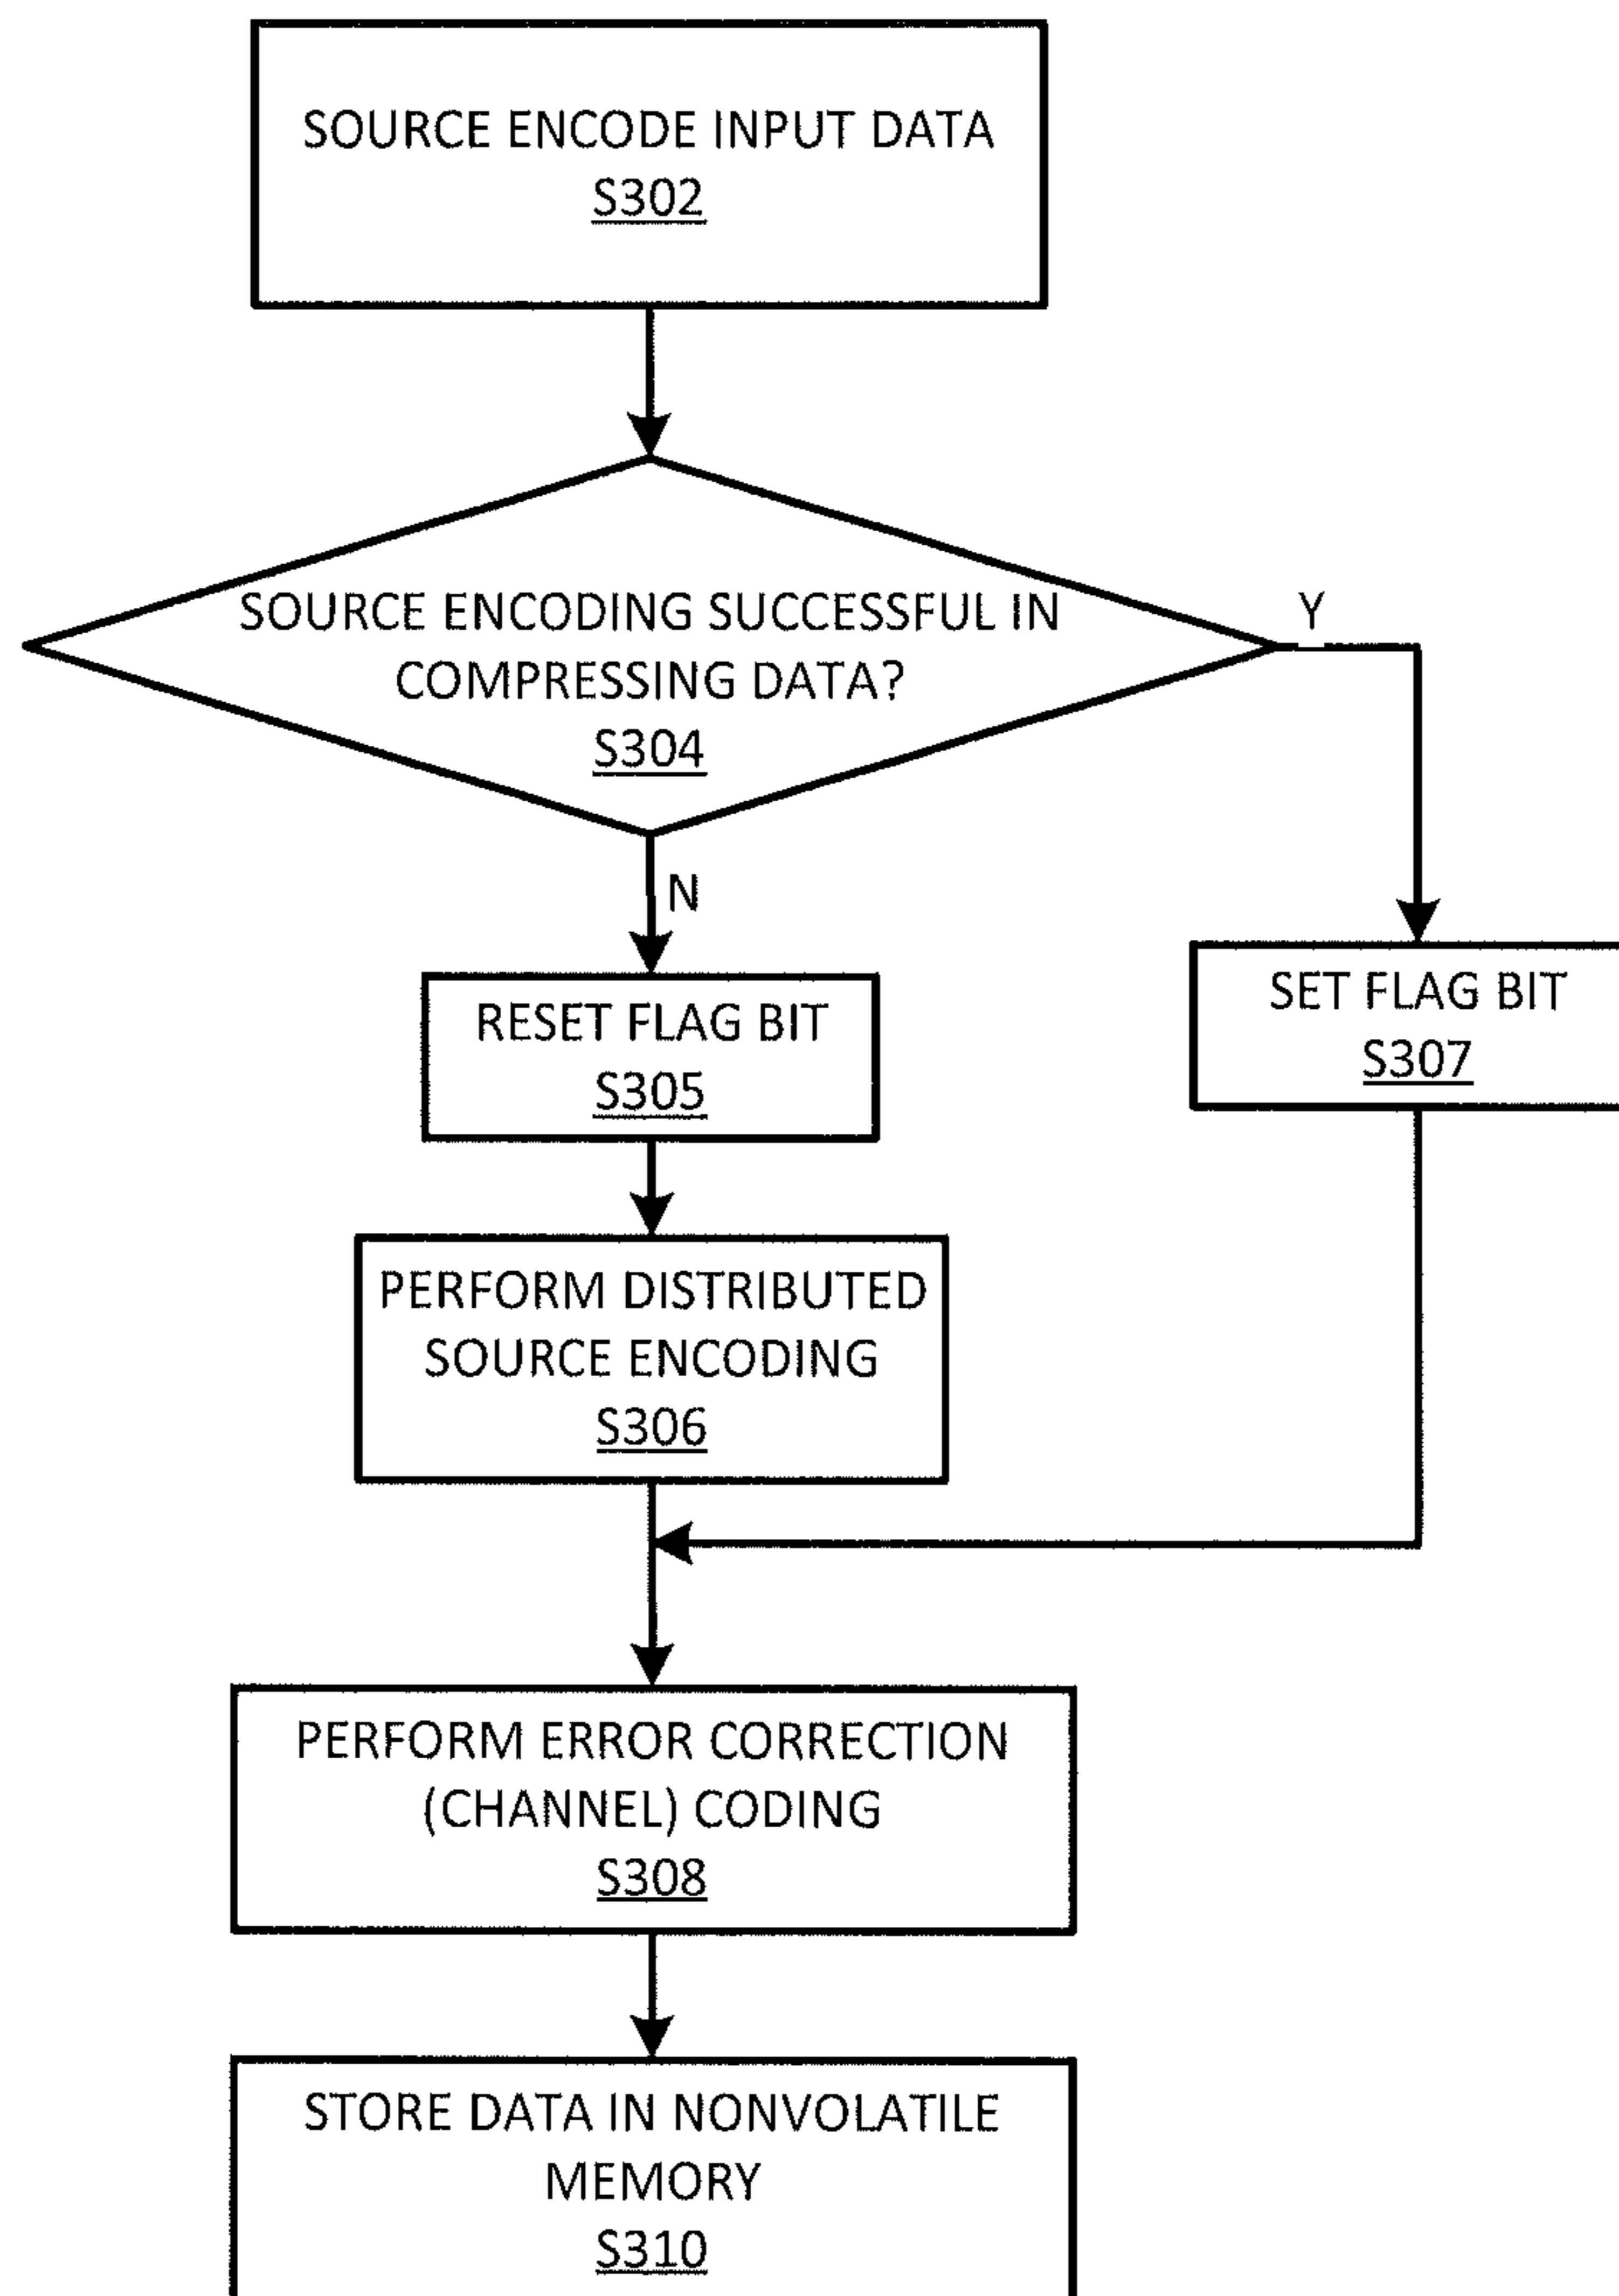 SOURCE ENCODE INPUT DATA
S302
SOURCE ENCODING SUCCESSFUL IN
COMPRESSING DATA?
S304
Y
N
RESET FLAG BIT
S305
SET FLAG BIT
S307
PERFORM DISTRIBUTED
SOURCE ENCODING
S306
PERFORM ERROR CORRECTION
(CHANNEL) CODING
S308
STORE DATA IN NONVOLATILE
MEMORY
S310